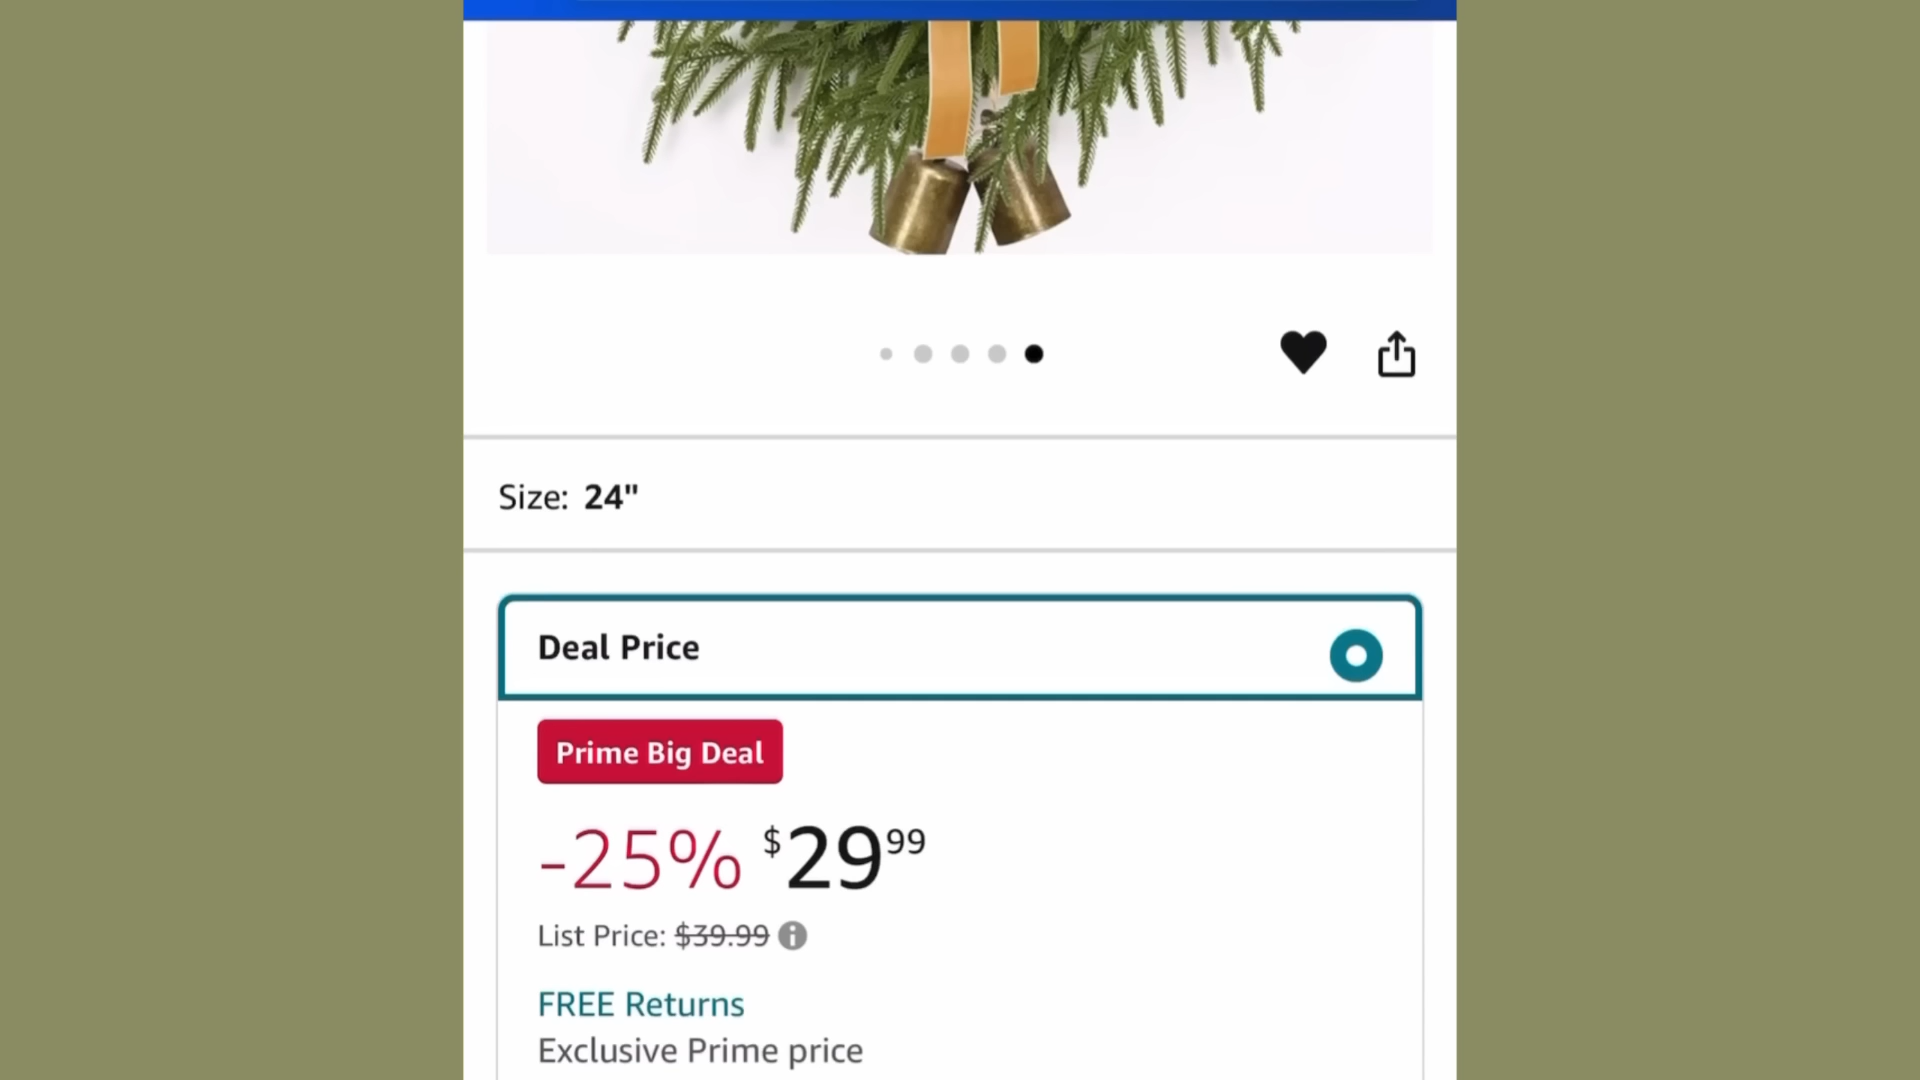 Size: 24"
Deal Price
Prime Big Deal
-25% $29.99
List Price: $39.99
FREE Returns
Exclusive Prime price